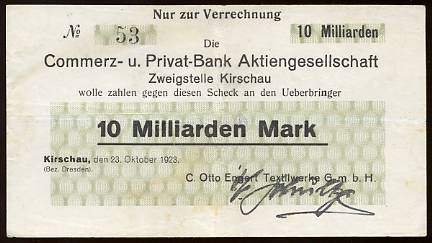 Nur zur Verrechnung
№ 53 10 Milliarden
Die
Commerz- u. Privat-Bank Aktiengesellschaft
Zweigstelle Kirschau
wolle zahlen gegen diesen Scheck an den Ueberbringer
10 Milliarden Mark
Kirschau, den 23. Oktober 1923.
(Bez. Dresden).
C. Otto Engert Textilwerke G. m. b. H.